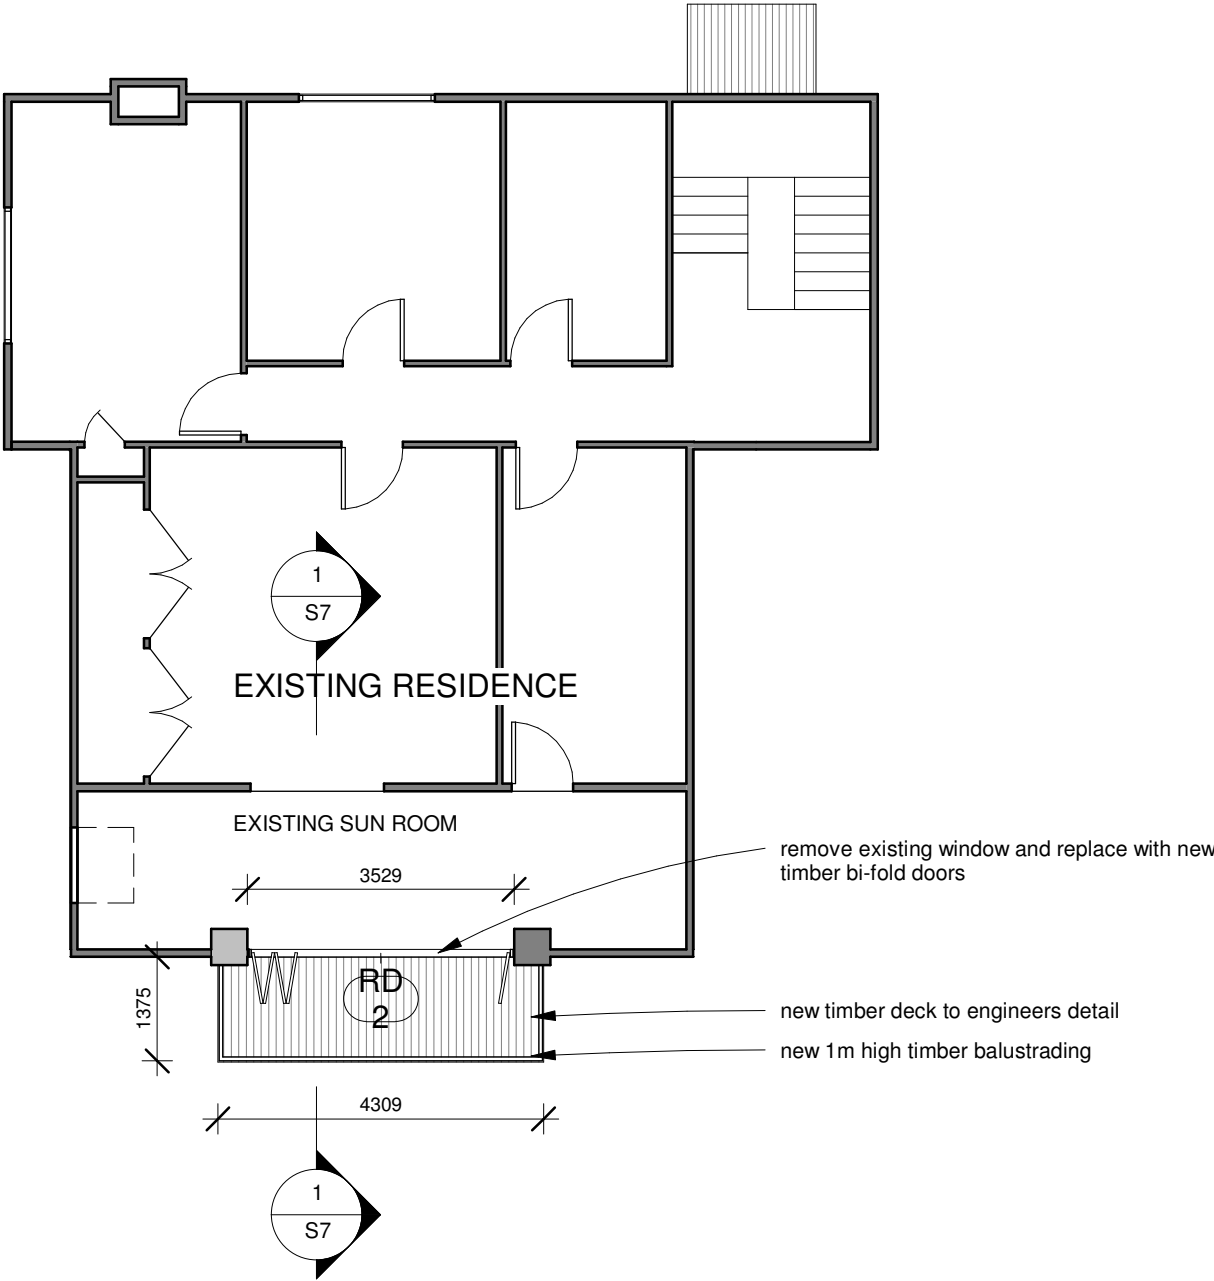 1
S7
EXISTING RESIDENCE
EXISTING SUN ROOM
remove existing window and replace with new
timber bi-fold doors
3529
RD
2
1375
new timber deck to engineers detail
new 1m high timber balustrading
4309
1
S7